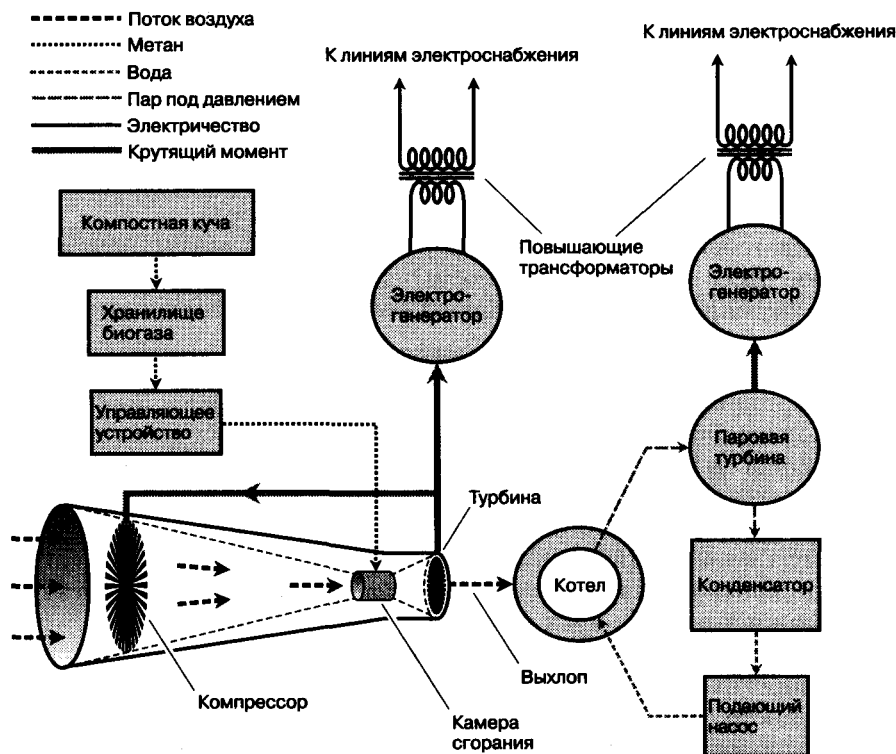 Поток воздуха
Метан
Вода
Пар под давлением
Электричество
Крутящий момент
К линиям электроснабжения
К линиям электроснабжения
Компостная куча
Хранилище
биогаза
Управляющее
устройство
Электро-
генератор
Повышающие
трансформаторы
Электро-
генератор
Паровая
турбина
Турбина
Котел
Конденсатор
Компрессор
Камера
сгорания
Выхлоп
Подающий
насос